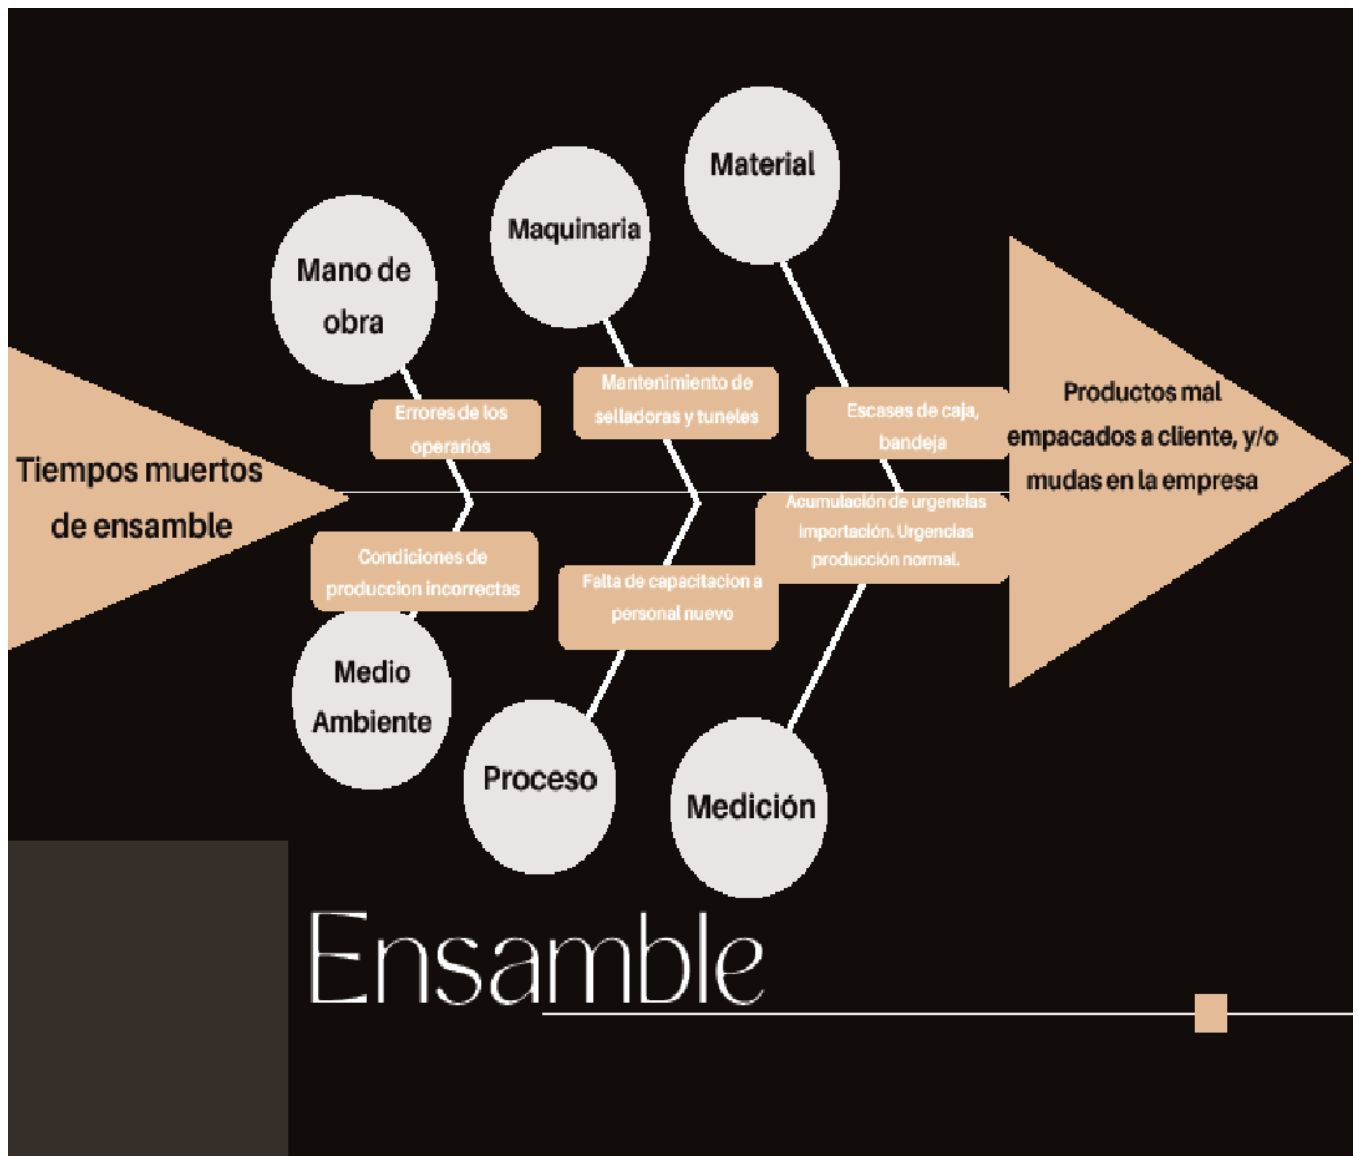 Material
Maquinaria
Mano de
obra
Mantenimiento de
selladoras y tuneles
Errores de los
operarios
Escases de caja,
bandeja
Productos mal
empacados a cliente, y/o
mudas en la empresa
Tiempos muertos
de ensamble
Acumulación de urgencias
importación. Urgencias
producción normal.
Condiciones de
produccion incorrectas
Falta de capacitacion a
personal nuevo
Medio
Ambiente
Proceso
Medición
Ensamble